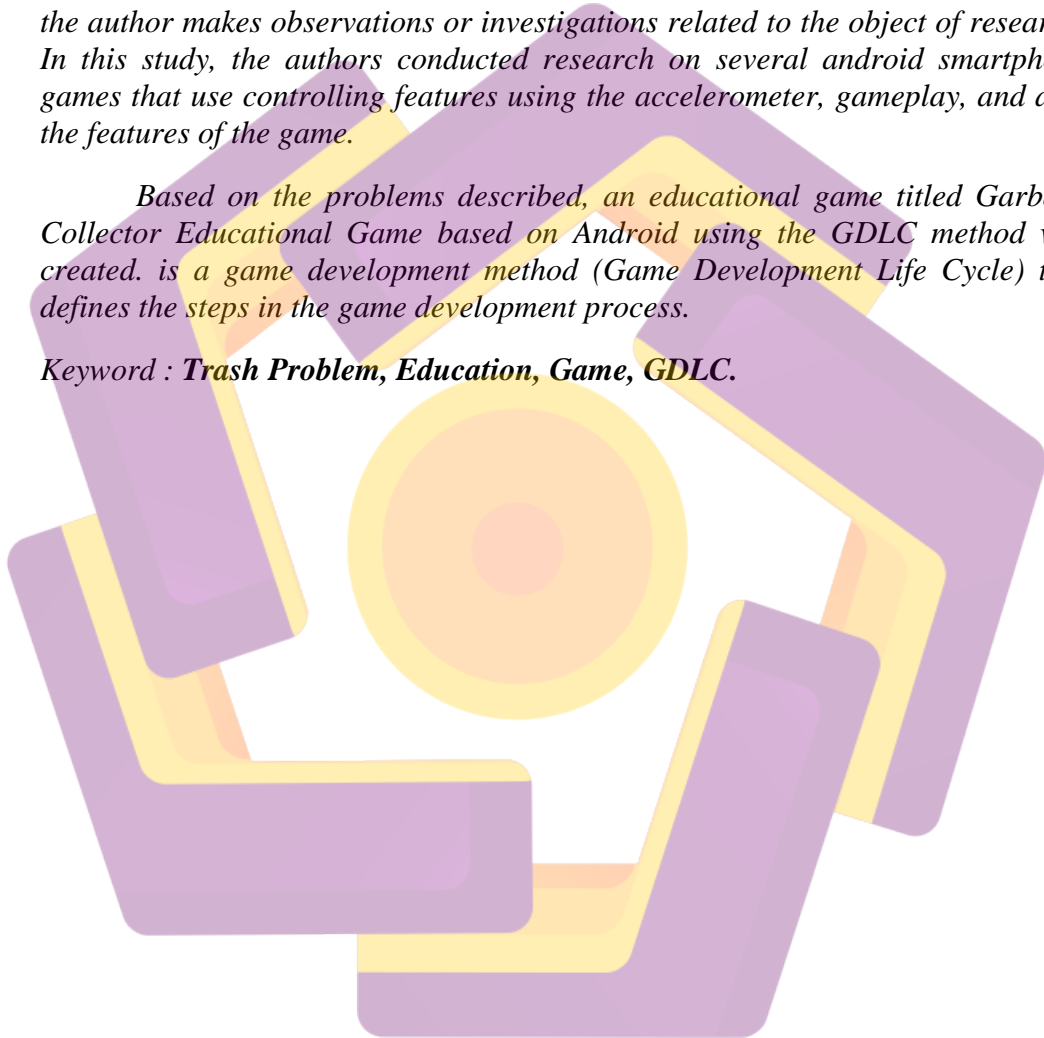 the author makes observations or investigations related to the object of
In this study, the authors conducted research on several android
games that use controlling features using the accelerometer, gameplay, and
the features of the game.
Based on the problems described, an educational game titled
Collector Educational Game based on Android using the GDLC method
created. is a game development method (Game Development Life Cycle)
defines the steps in the game development process.
Keyword : Trash Problem, Education, Game, GDLC.